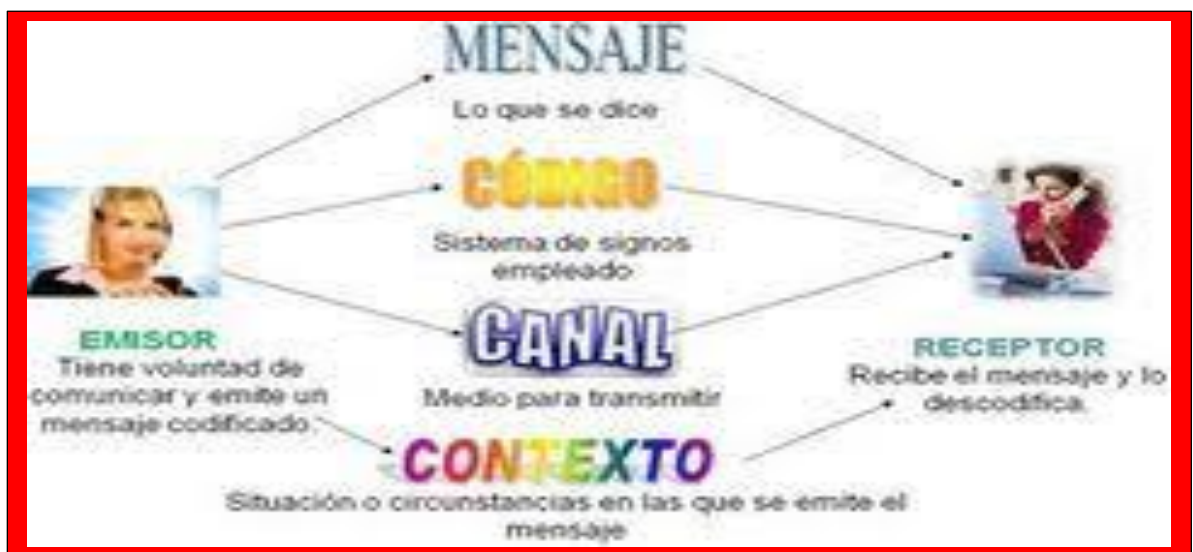 MENSAJE
Lo que se dice
CÓDIGO
Sistema de signos
empleado
CANAL
Medio para transmitir
EMISOR
Tiene voluntad de
comunicar y emite un
mensaje codificado.
RECEPTOR
Recibe el mensaje y lo
descodifica.
CONTEXTO
Situación o circunstancias en las que se emite el
mensaje